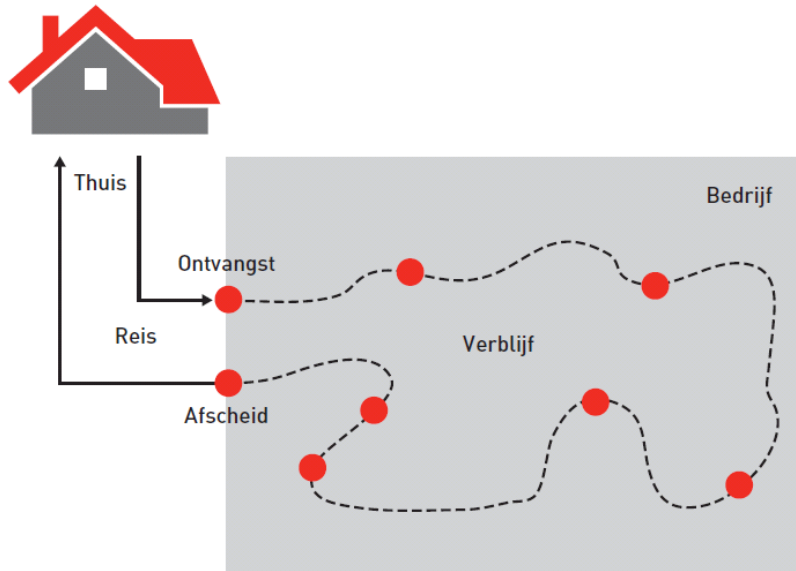 Thuis
Bedrijf
Ontvangst
Reis
Verblijf
Afscheid